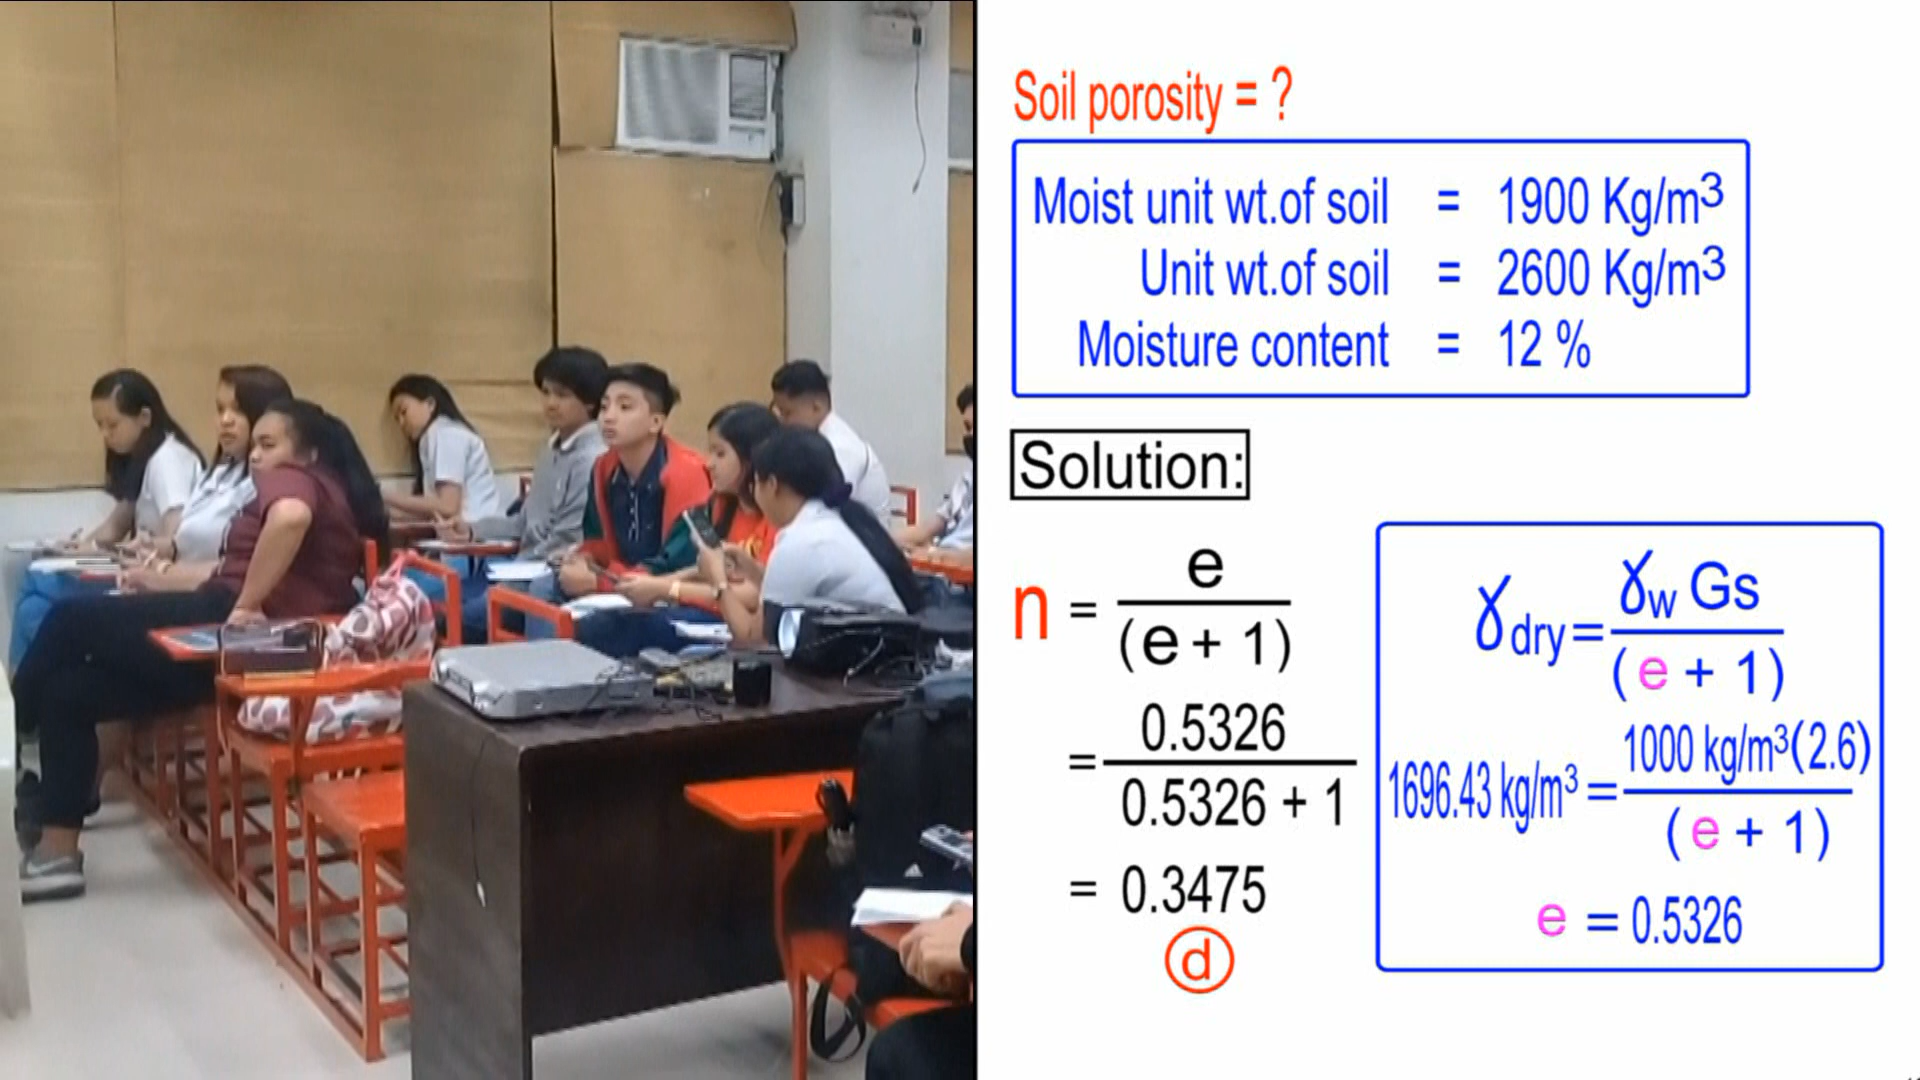 Soil porosity = ?
Moist unit wt.of soil = 1900 Kg/m³
Unit wt.of soil = 2600 Kg/m³
Moisture content = 12 %
Solution:
n = e / (e + 1)
= 0.5326 / 0.5326 + 1
= 0.3475
d
γdry = γw Gs / (e + 1)
1696.43 kg/m³ = 1000 kg/m³(2.6) / (e + 1)
e = 0.5326